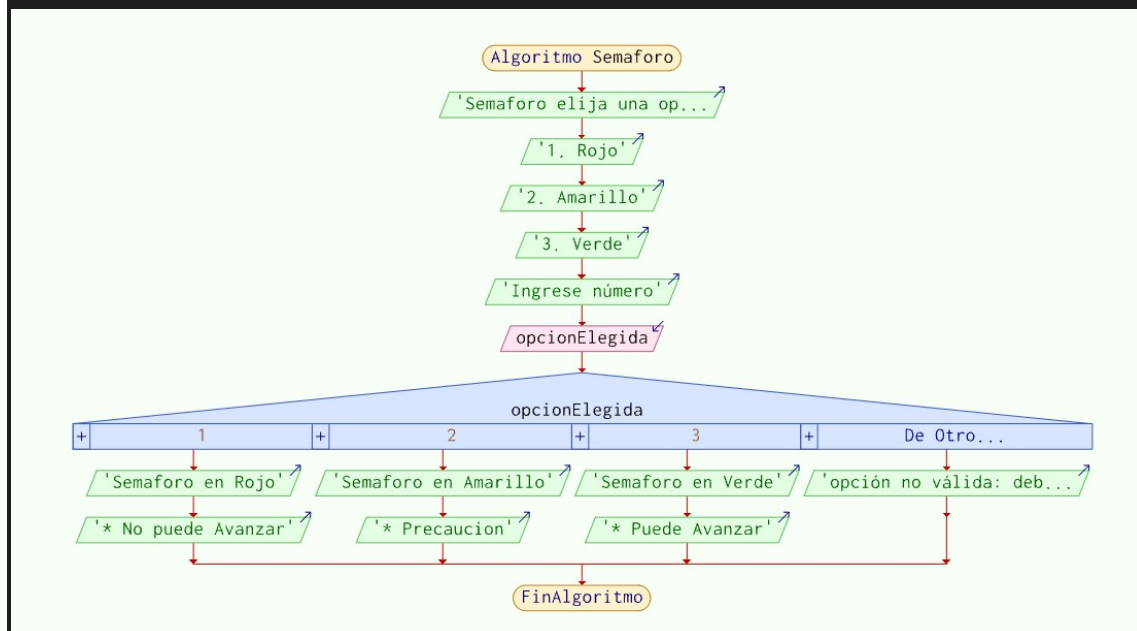 Algoritmo Semaforo
'Semaforo elija una op...
'1. Rojo'
'2. Amarillo'
'3. Verde'
'Ingrese número'
opcionElegida
opcionElegida
+ 1 + 2 + 3 + De Otro...
'Semaforo en Rojo' 'Semaforo en Amarillo' 'Semaforo en Verde' 'opción no válida: deb...
'* No puede Avanzar' '* Precaucion' '* Puede Avanzar'
FinAlgoritmo